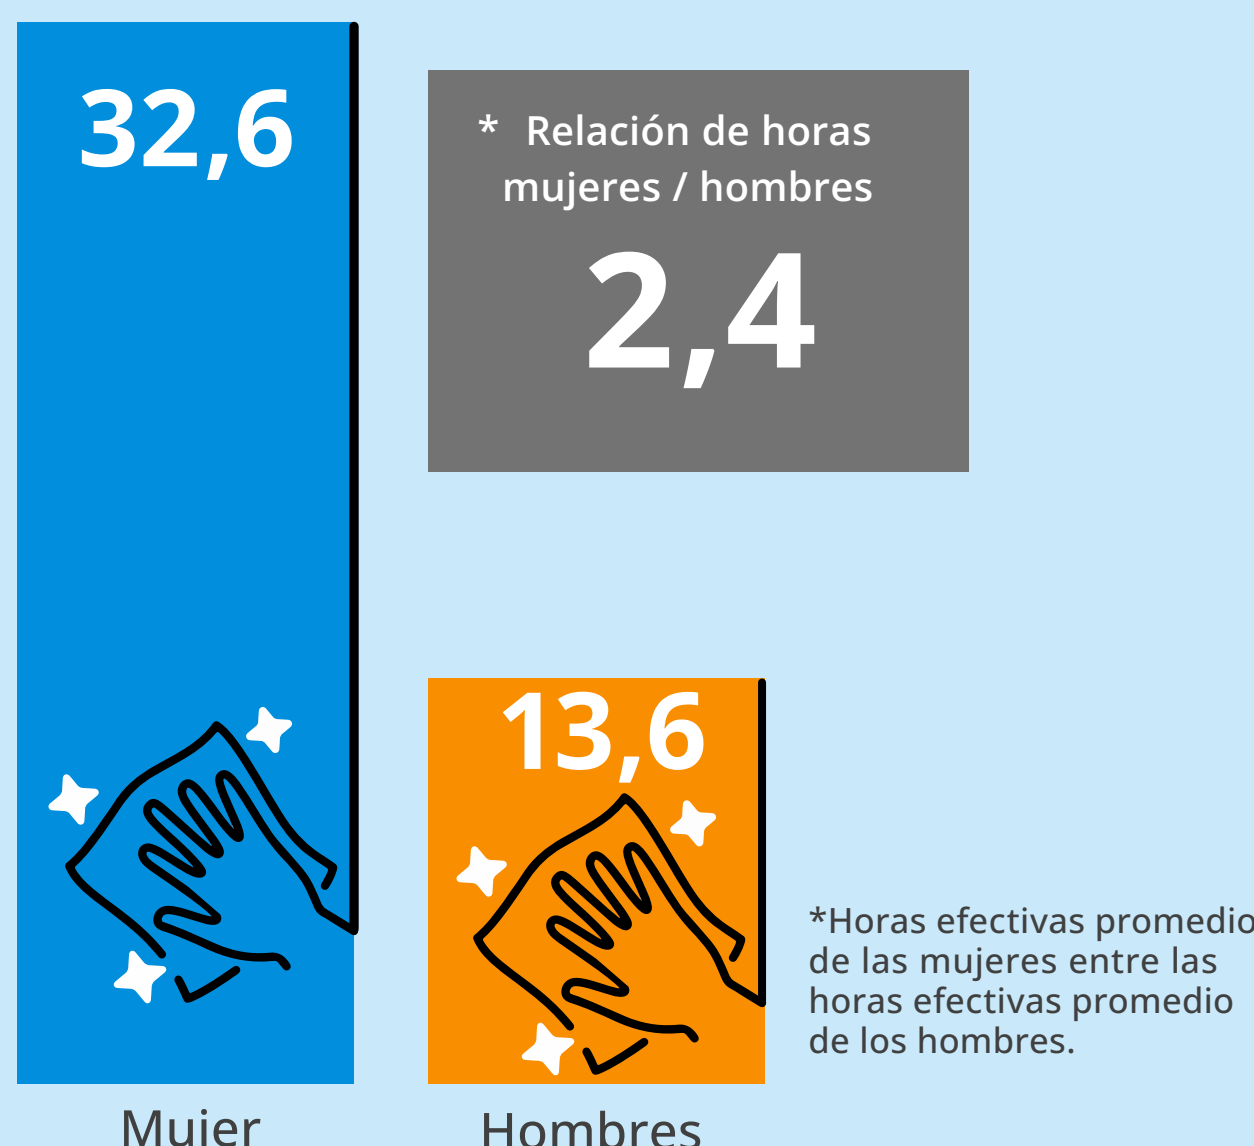 32,6
* Relación de horas
mujeres / hombres
2,4
13,6
*Horas efectivas promedio
de las mujeres entre las
horas efectivas promedio
de los hombres.
Mujer
Hombres